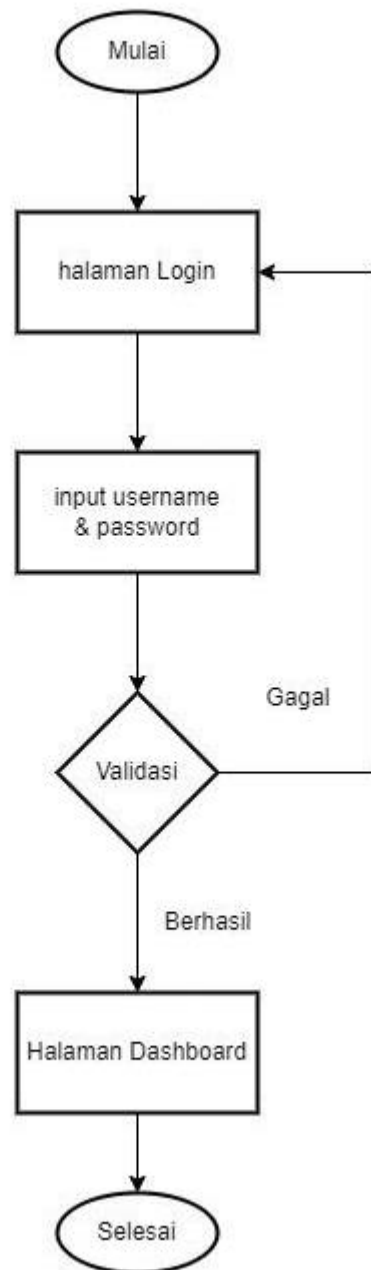 Mulai
halaman Login
input username
& password
Gagal
Validasi
Berhasil
Halaman Dashboard
Selesai